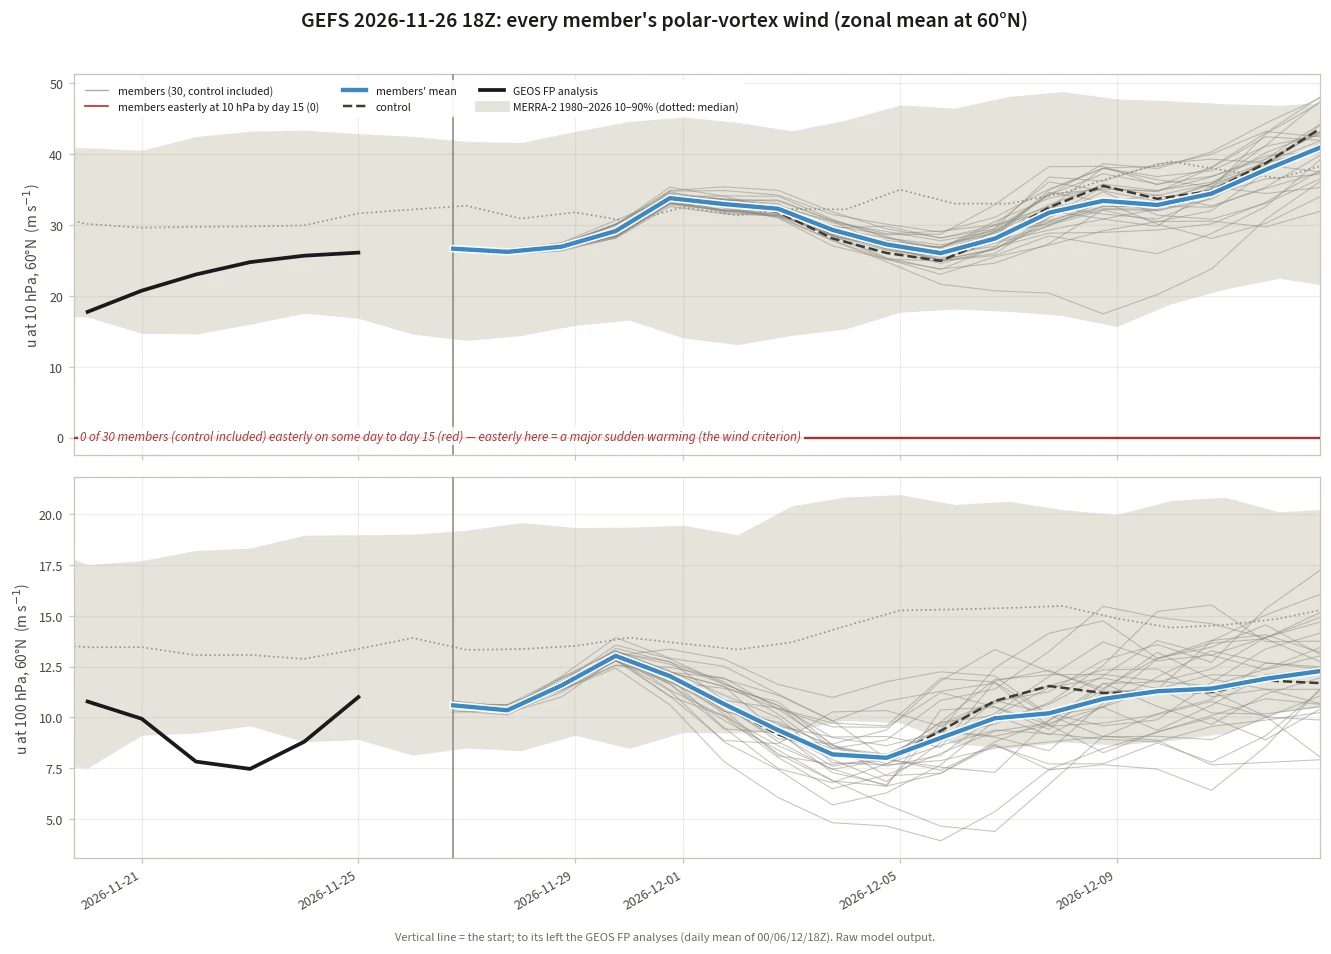 GEFS 2026-11-26 18Z: every member's polar-vortex wind (zonal mean at 60°N)
members (30, control included)
members easterly at 10 hPa by day 15 (0)
members' mean
control
GEOS FP analysis
MERRA-2 1980–2026 10–90% (dotted: median)
u at 10 hPa, 60°N (m s⁻¹)
50
40
30
20
10
0
0 of 30 members (control included) easterly on some day to day 15 (red) — easterly here = a major sudden warming (the wind criterion)
u at 100 hPa, 60°N (m s⁻¹)
20.0
17.5
15.0
12.5
10.0
7.5
5.0
2026-11-21
2026-11-25
2026-11-29
2026-12-01
2026-12-05
2026-12-09
Vertical line = the start; to its left the GEOS FP analyses (daily mean of 00/06/12/18Z). Raw model output.